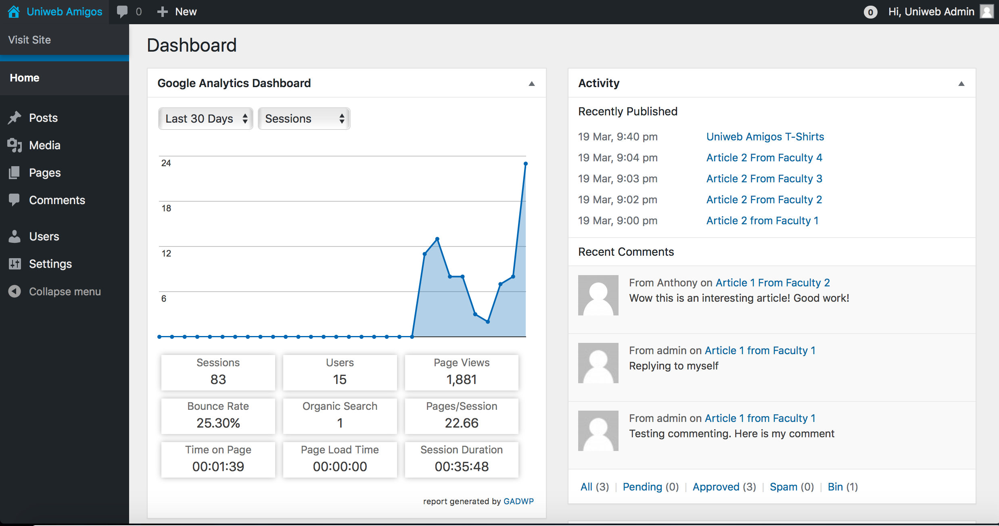 Uniweb Amigos 0 New 0 Hi, Uniweb Admin
Visit Site
Home
Posts
Media
Pages
Comments
Users
Settings
Collapse menu
Dashboard
Google Analytics Dashboard
Last 30 Days Sessions
24
18
12
6
Sessions Users Page Views
83 15 1,881
Bounce Rate Organic Search Pages/Session
25.30% 1 22.66
Time on Page Page Load Time Session Duration
00:01:39 00:00:00 00:35:48
report generated by GADWP
Activity
Recently Published
19 Mar, 9:40 pm Uniweb Amigos T-Shirts
19 Mar, 9:04 pm Article 2 From Faculty 4
19 Mar, 9:03 pm Article 2 From Faculty 3
19 Mar, 9:02 pm Article 2 From Faculty 2
19 Mar, 9:00 pm Article 2 from Faculty 1
Recent Comments
From Anthony on Article 1 From Faculty 2
Wow this is an interesting article! Good work!
From admin on Article 1 from Faculty 1
Replying to myself
From admin on Article 1 from Faculty 1
Testing commenting. Here is my comment
All (3) | Pending (0) | Approved (3) | Spam (0) | Bin (1)